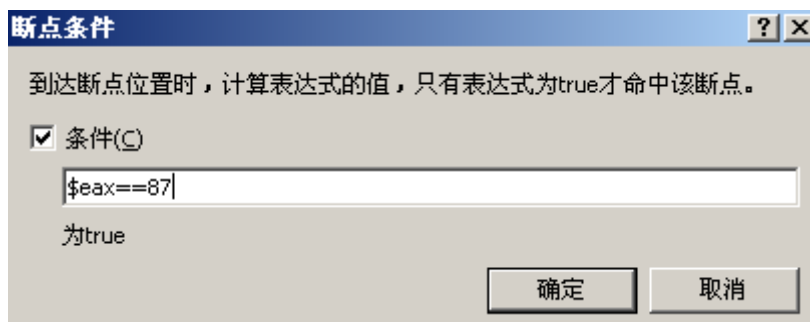 断点条件
到达断点位置时，计算表达式的值，只有表达式为true才命中该断点。
条件(C)
$eax==87
为true
确定 取消